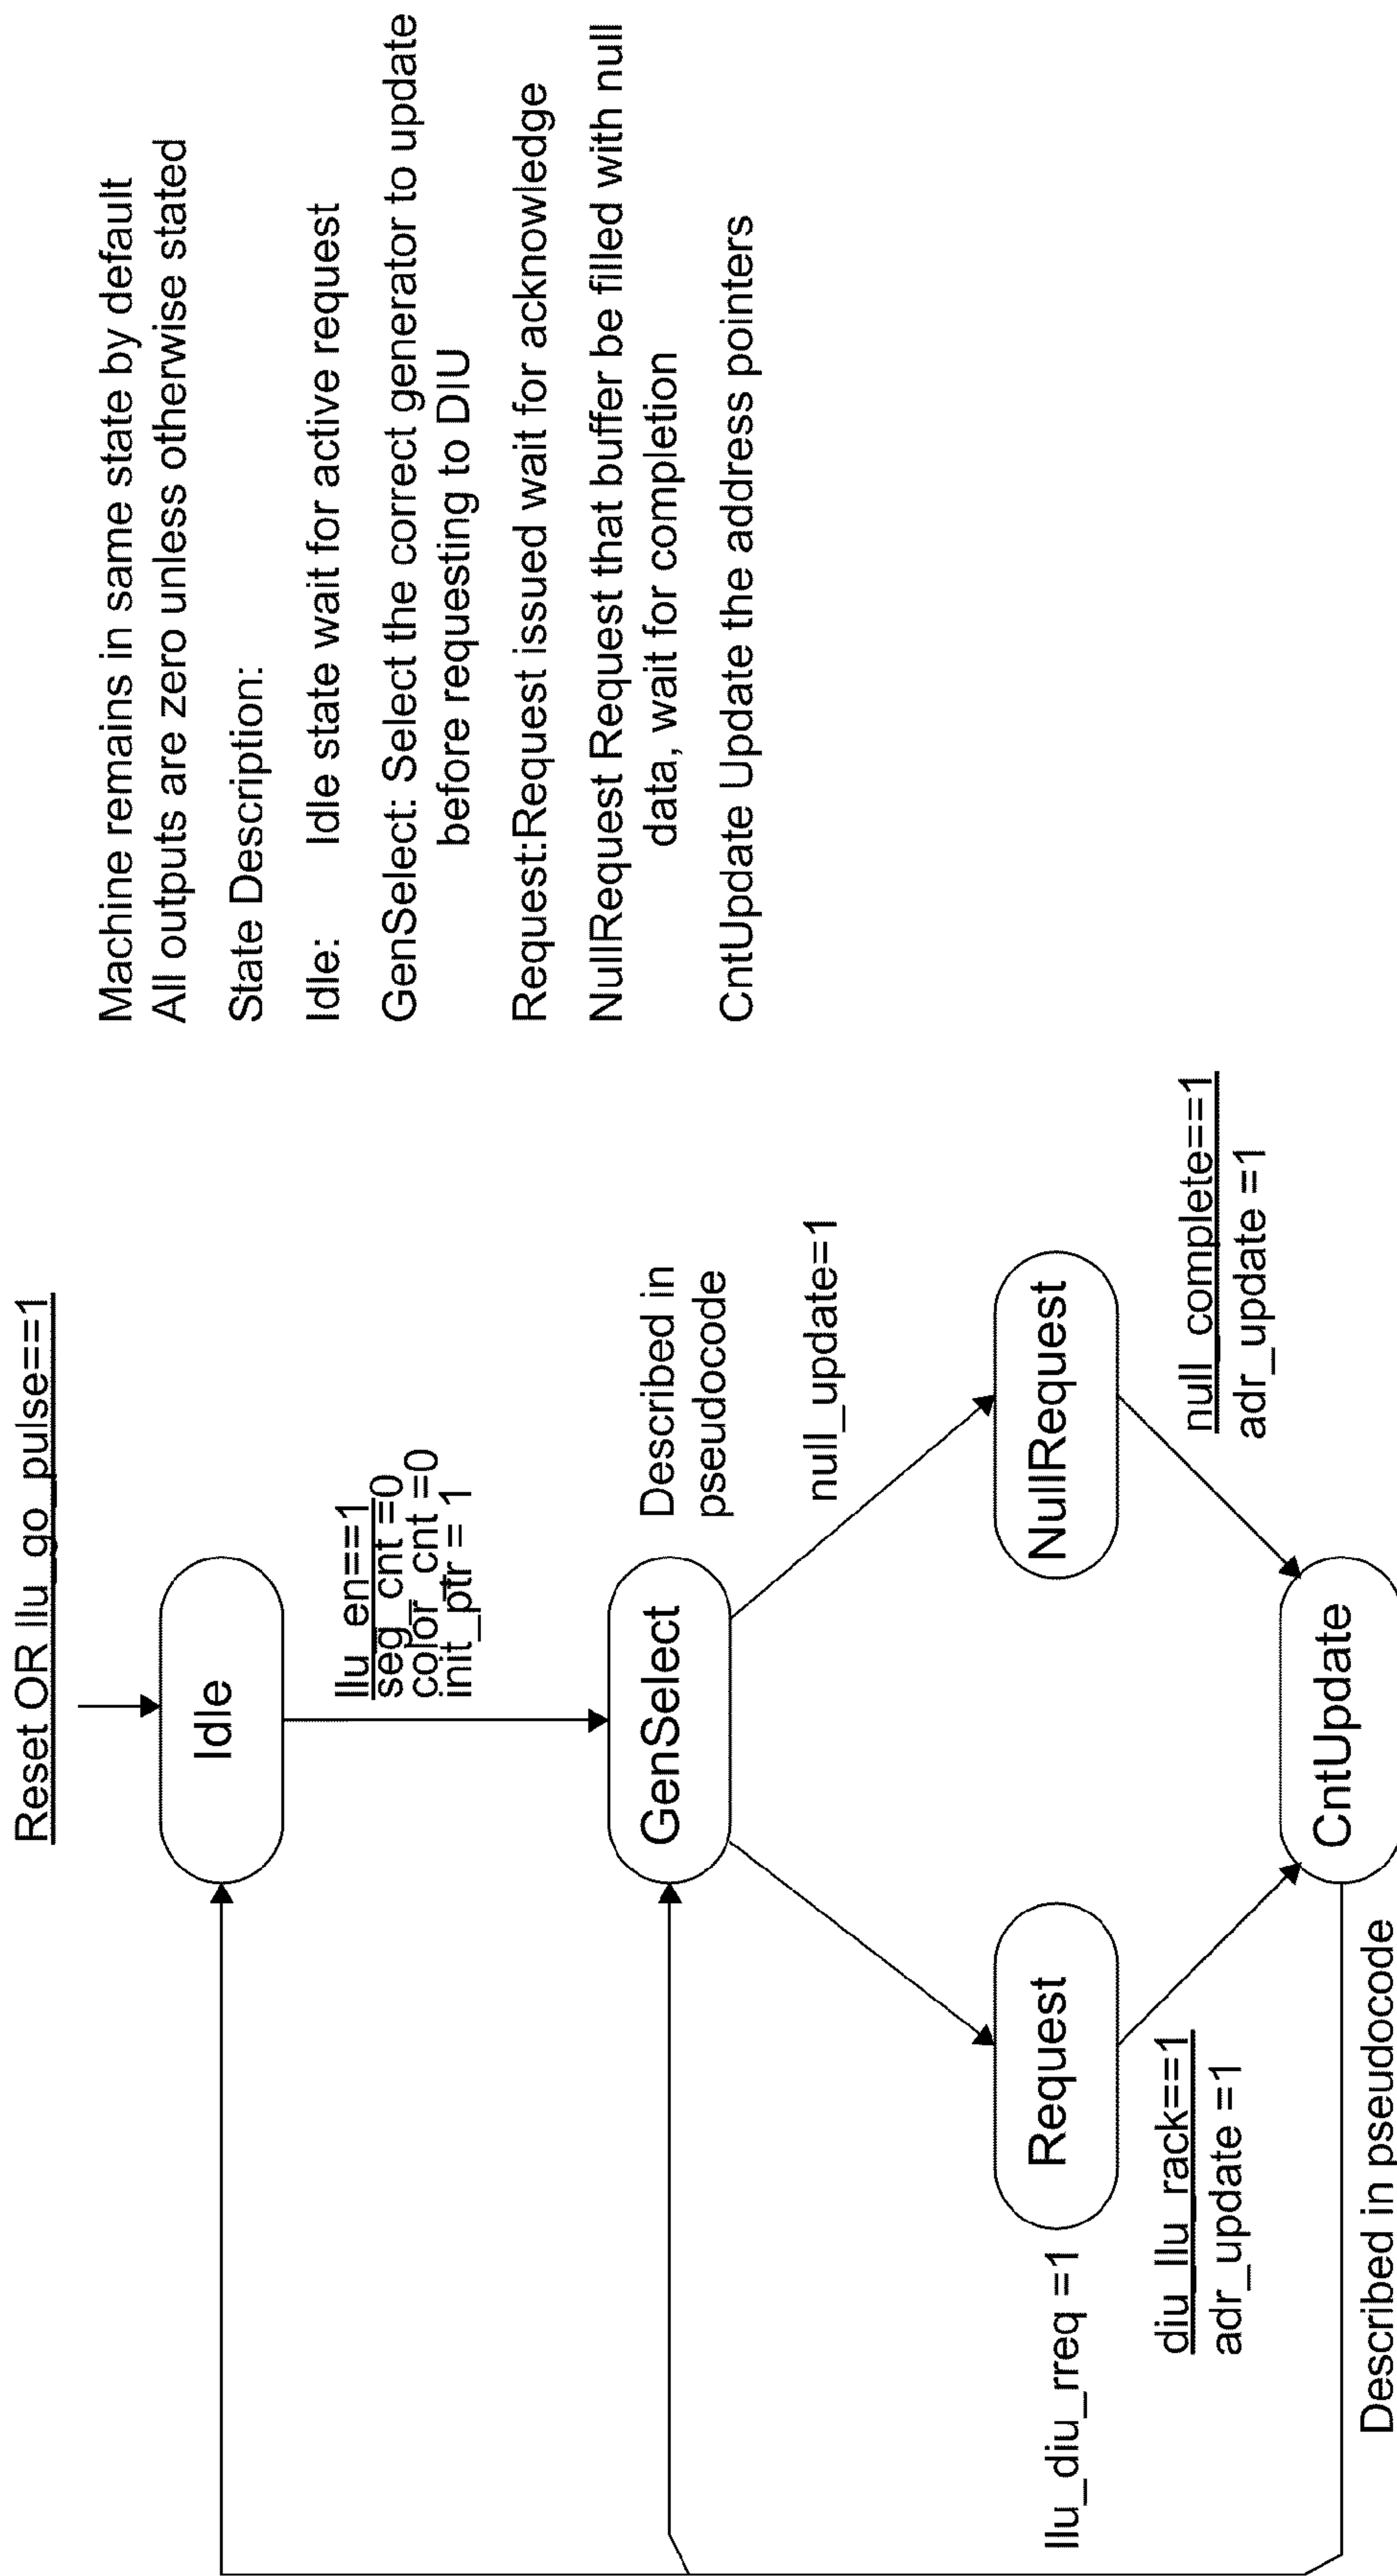 Reset OR llu_go_pulse==1
Idle
llu_en==1
seg_cnt =0
color_cnt =0
init_ptr = 1
GenSelect
Described in
pseudocode
null_update=1
llu_diu_rreq =1
Request
NullRequest
diu_llu_rack==1
adr_update =1
null_complete==1
adr_update =1
CntUpdate
Described in pseudocode
Machine remains in same state by default
All outputs are zero unless otherwise stated
State Description:
Idle: Idle state wait for active request
GenSelect: Select the correct generator to update
before requesting to DIU
Request:Request issued wait for acknowledge
NullRequest Request that buffer be filled with null
data, wait for completion
CntUpdate Update the address pointers